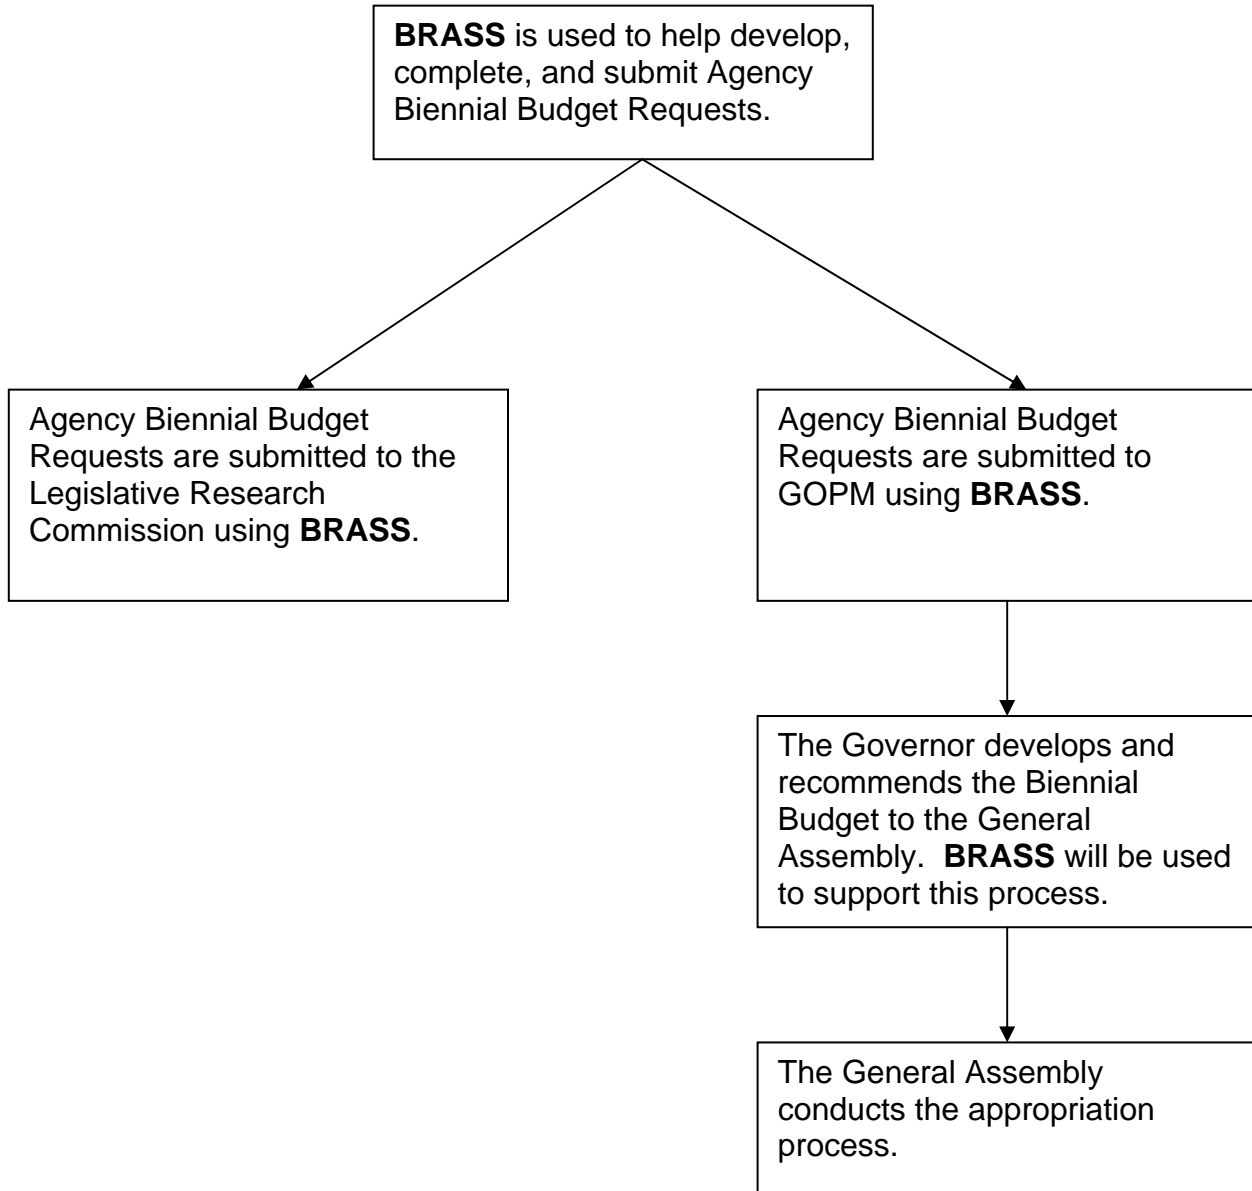 BRASS is used to help develop,
complete, and submit Agency
Biennial Budget Requests.
Agency Biennial Budget
Requests are submitted to the
Legislative Research
Commission using BRASS.
Agency Biennial Budget
Requests are submitted to
GOPM using BRASS.
The Governor develops and
recommends the Biennial
Budget to the General
Assembly.  BRASS will be used
to support this process.
The General Assembly
conducts the appropriation
process.